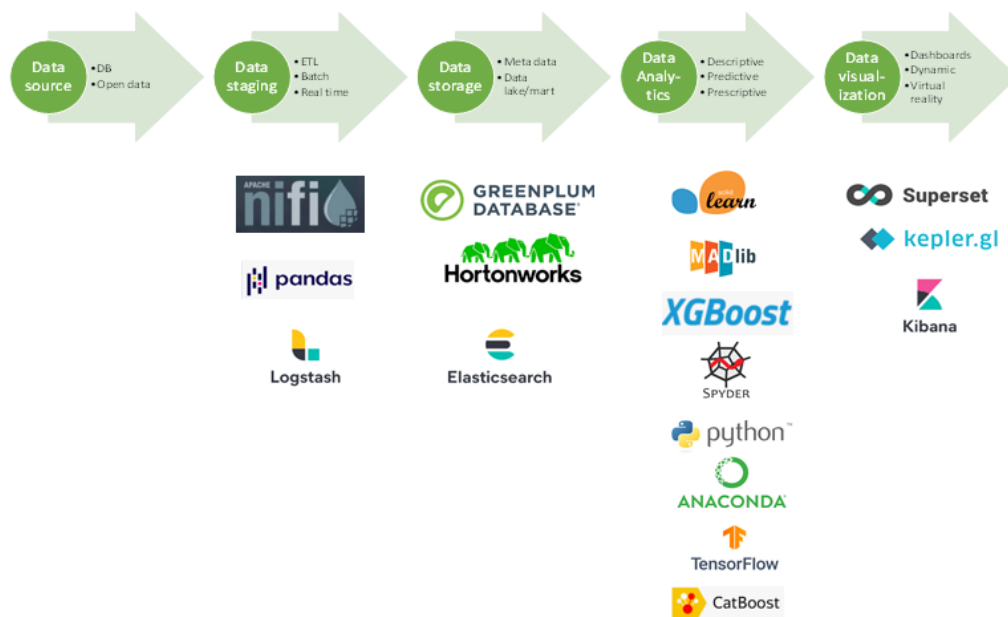 Data
source
• DB
• Open data
Data
staging
• ETL
• Batch
• Real time
Data
storage
• Meta data
• Data
lake/mart
Data
Analy-
tics
• Descriptive
• Predictive
• Prescriptive
Data
visual-
ization
• Dashboards
• Dynamic
• Virtual
reality
APACHE
nifi
pandas
Logstash
GREENPLUM
DATABASE®
Hortonworks
Elasticsearch
learn
MADlib
XGBoost
SPYDER
python™
ANACONDA®
TensorFlow
CatBoost
Superset
kepler.gl
Kibana